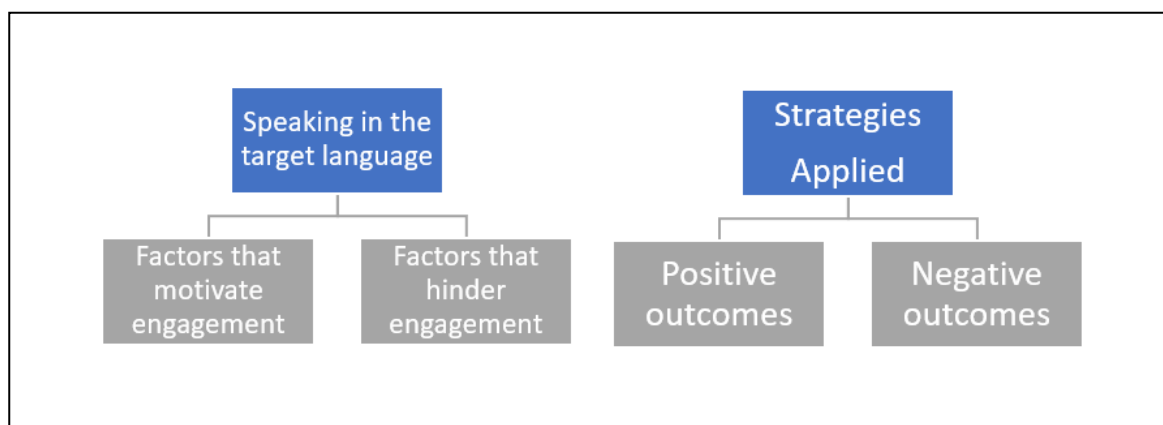 Speaking in the
target language
Strategies
Applied
Factors that
motivate
engagement
Factors that
hinder
engagement
Positive
outcomes
Negative
outcomes